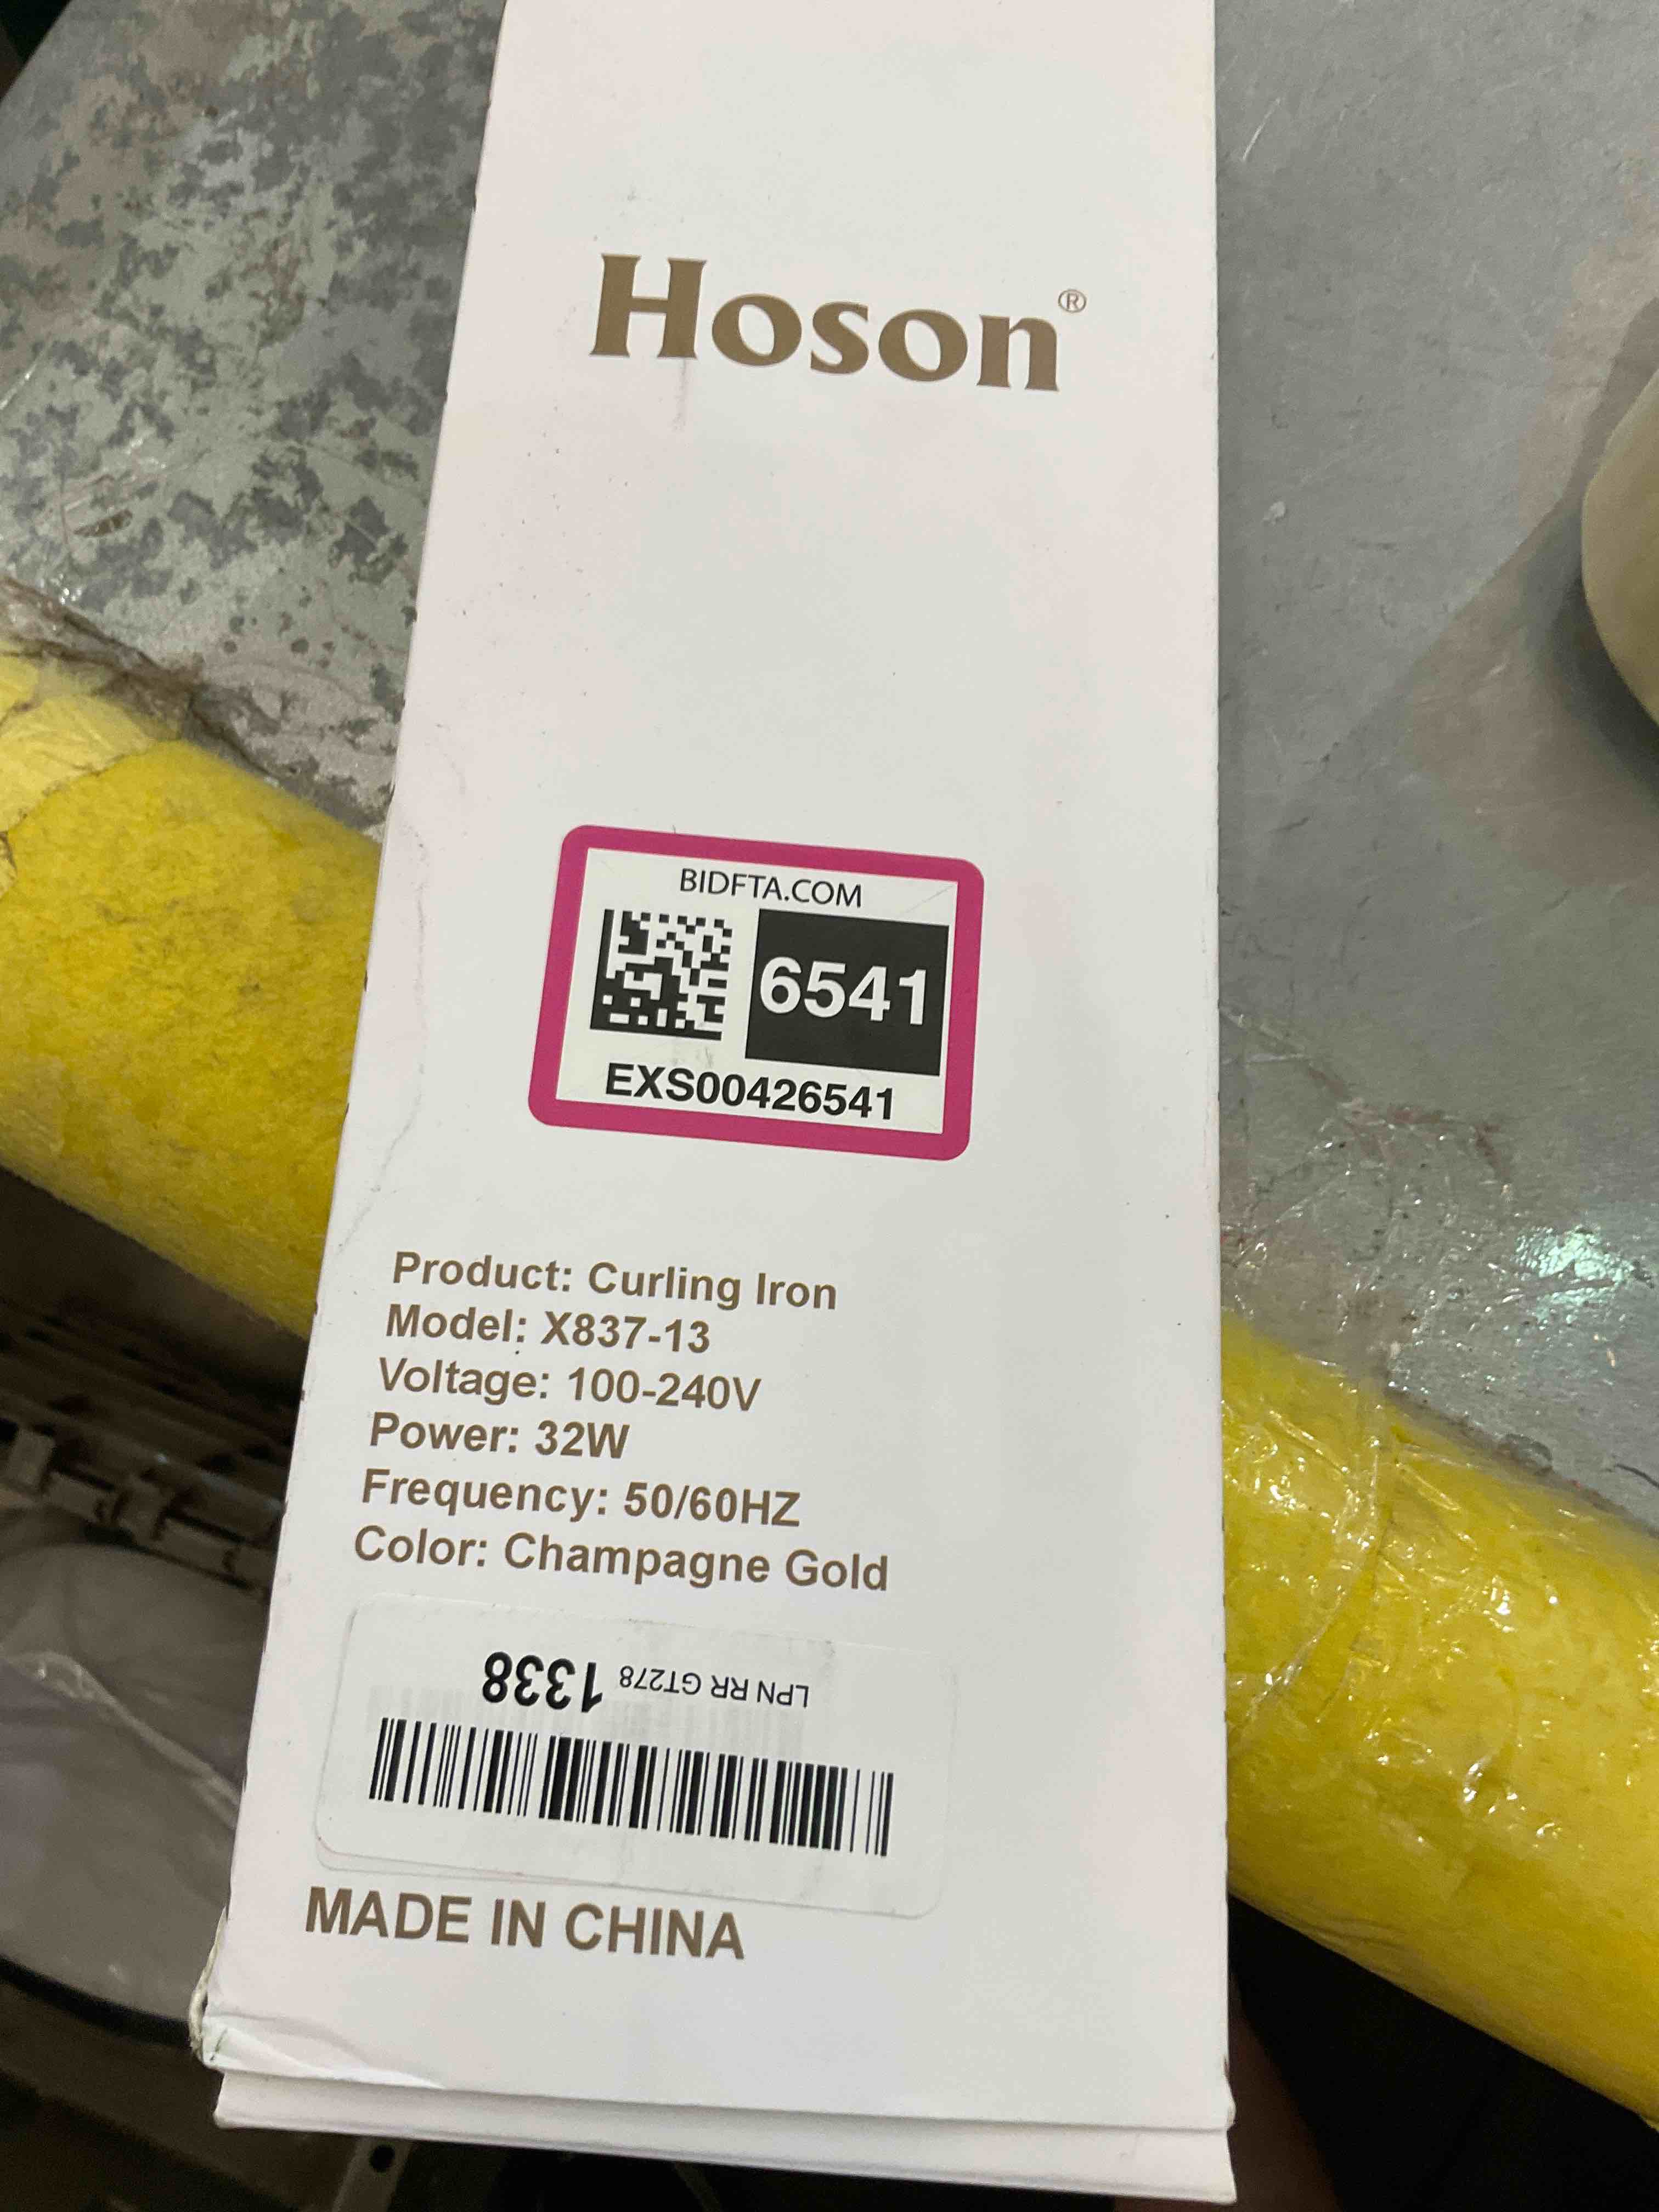 Hoson®
BIDFTA.COM
6541
EXS00426541
Product: Curling Iron
Model: X837-13
Voltage: 100-240V
Power: 32W
Frequency: 50/60HZ
Color: Champagne Gold
LPN RR GT278 1338
MADE IN CHINA